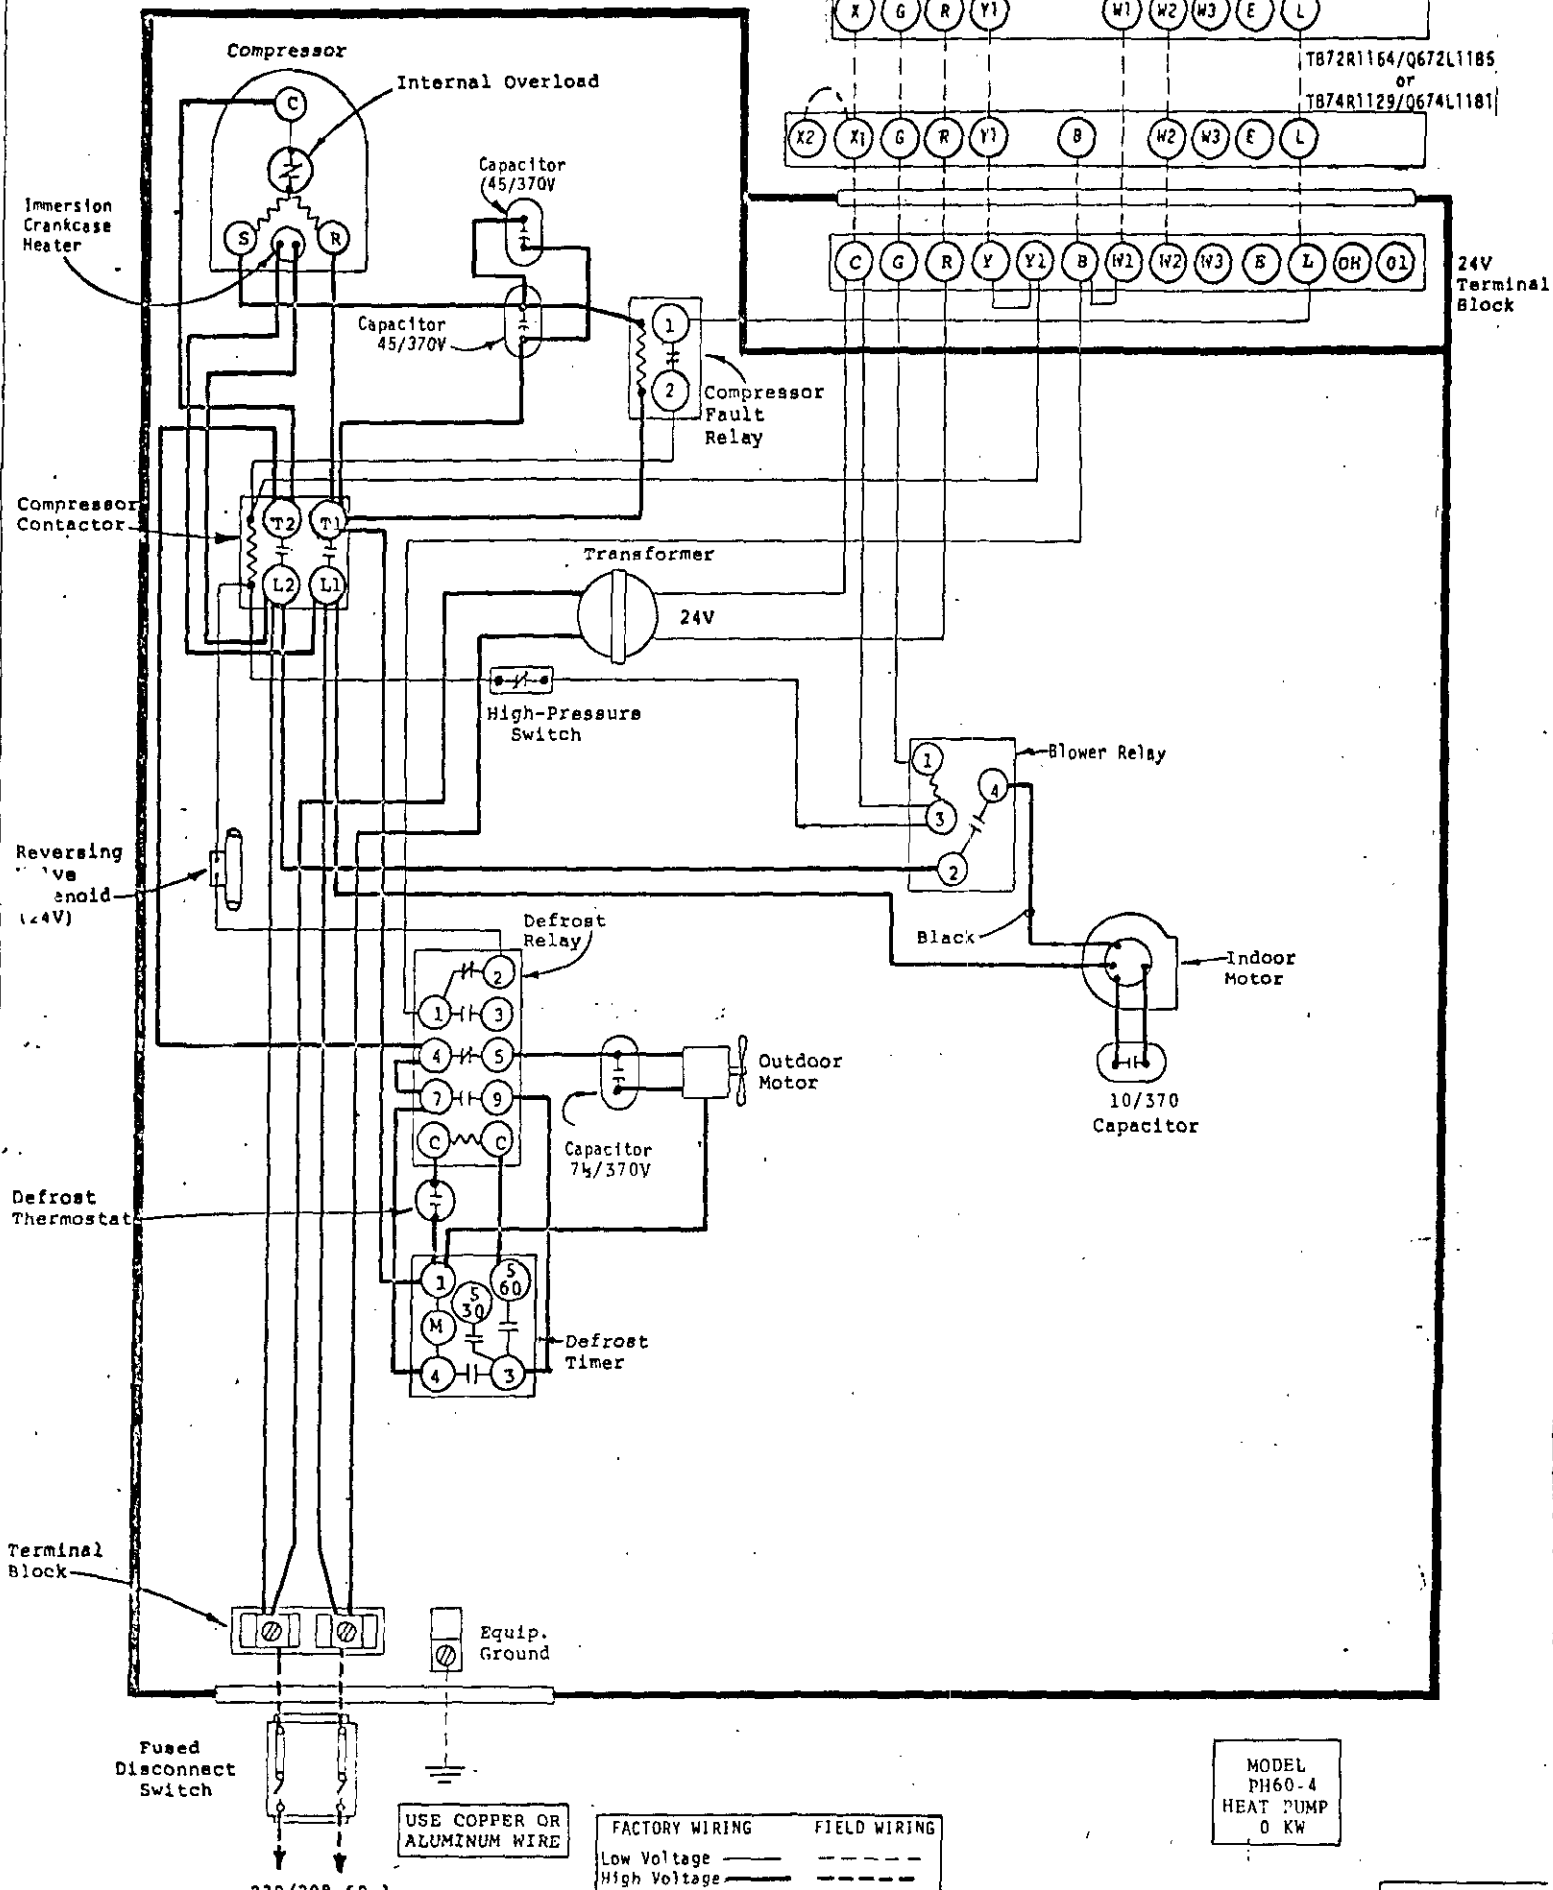 X G R Y1 W1 W2 W3 E L
TB72R1164/Q672L1185
or
TB74R1129/Q674L1181
X2 X1 G R Y1 B W2 W3 E L
C G R Y Y1 B W1 W2 W3 E L OH 01
24V
Terminal
Block
Compressor
C
Internal Overload
S R
Immersion
Crankcase
Heater
Capacitor
45/370V
Capacitor
45/370V
1
2
Compressor
Fault
Relay
Compressor
Contactor
T2 T1
L2 L1
Transformer
24V
High-Pressure
Switch
Blower Relay
1
4
3
2
Reversing
(24V)
Black
Indoor
Motor
10/370
Capacitor
Defrost
Relay
2
1 3
4 5
7 9
C C
Outdoor
Motor
Capacitor
7½/370V
Defrost
Thermostat
1
S
30
S
60
M
4 3
Defrost
Timer
Terminal
Block
Equip.
Ground
Fused
Disconnect
Switch
USE COPPER OR
ALUMINUM WIRE
FACTORY WIRING FIELD WIRING
Low Voltage
High Voltage
MODEL
PH60-4
HEAT PUMP
0 KW